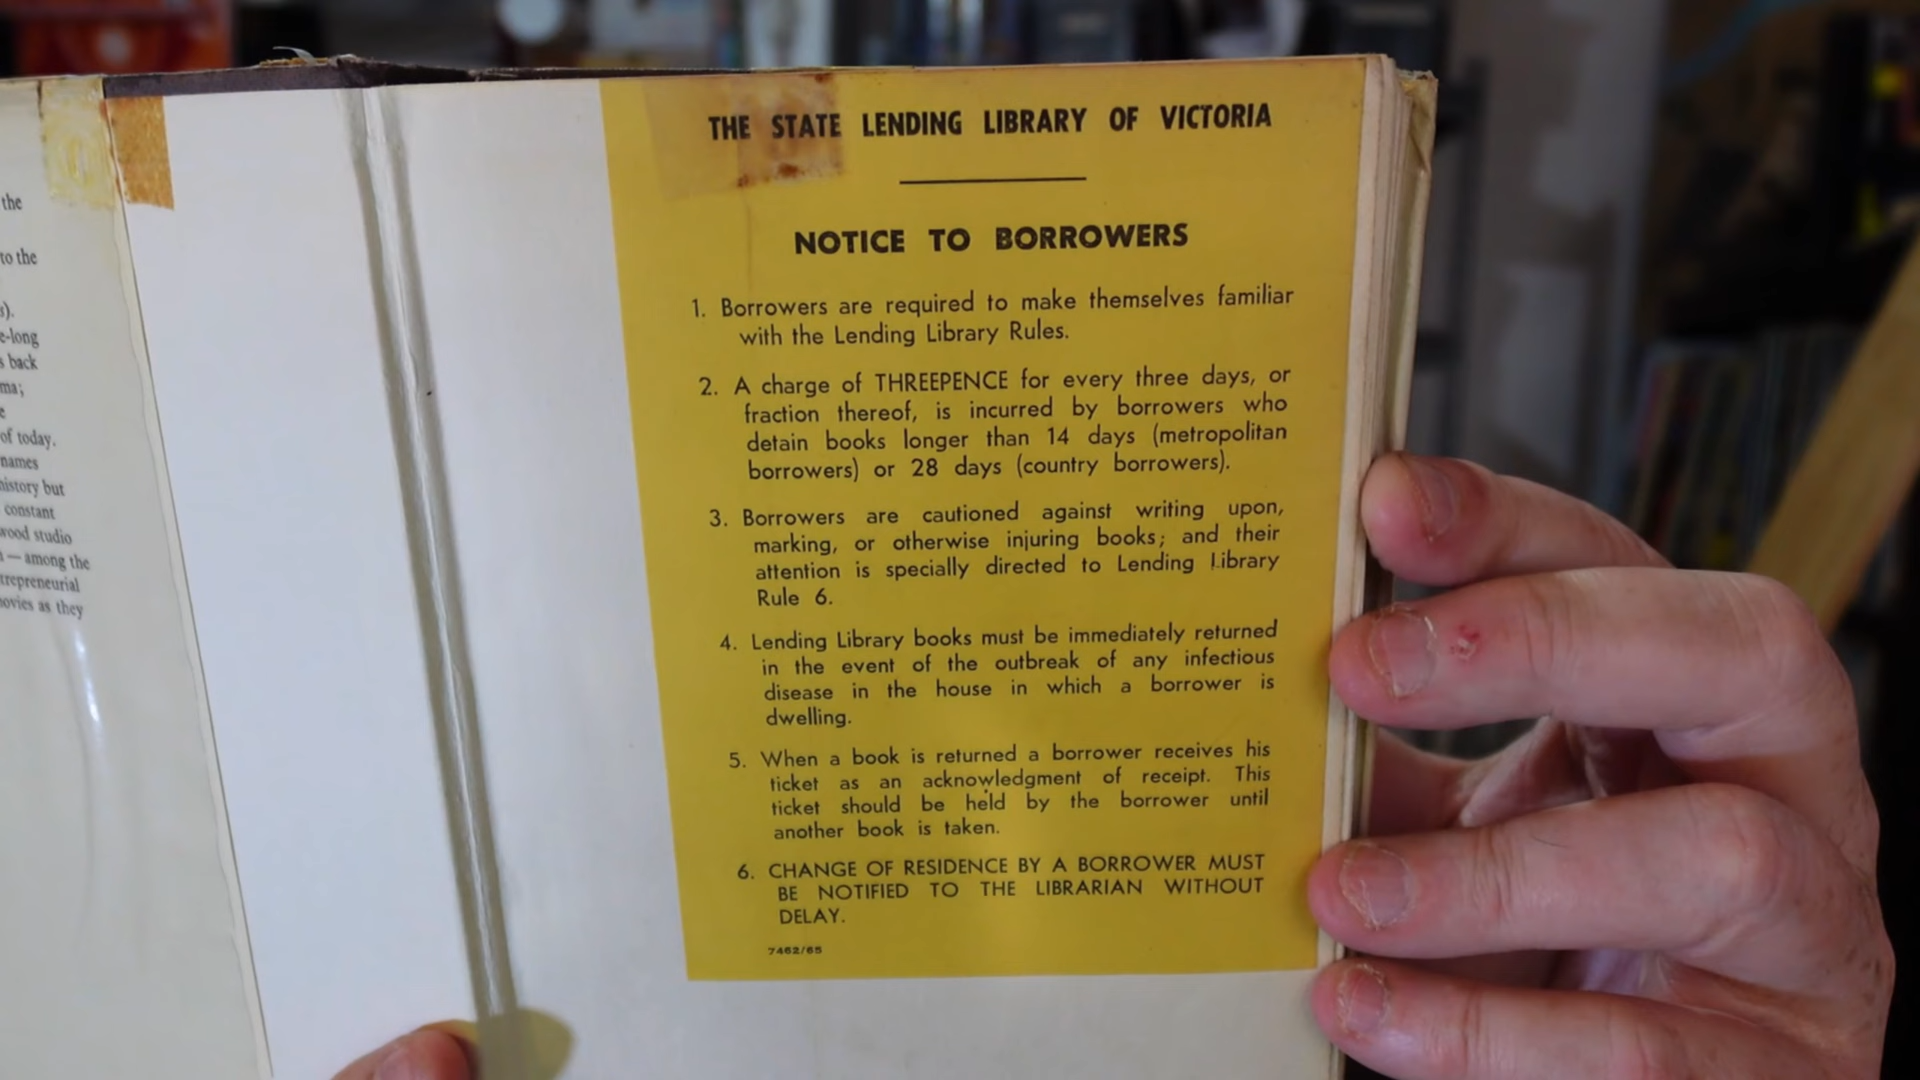 the
to the
s).
e-long
s back
ma;
e
of today.
names
history but
constant
wood studio
— among the
trepreneurial
movies as they
THE STATE LENDING LIBRARY OF VICTORIA
NOTICE TO BORROWERS
1. Borrowers are required to make themselves familiar
with the Lending Library Rules.
2. A charge of THREEPENCE for every three days, or
fraction thereof, is incurred by borrowers who
detain books longer than 14 days (metropolitan
borrowers) or 28 days (country borrowers).
3. Borrowers are cautioned against writing upon,
marking, or otherwise injuring books; and their
attention is specially directed to Lending Library
Rule 6.
4. Lending Library books must be immediately returned
in the event of the outbreak of any infectious
disease in the house in which a borrower is
dwelling.
5. When a book is returned a borrower receives his
ticket as an acknowledgment of receipt. This
ticket should be held by the borrower until
another book is taken.
6. CHANGE OF RESIDENCE BY A BORROWER MUST
BE NOTIFIED TO THE LIBRARIAN WITHOUT
DELAY.
7462/65